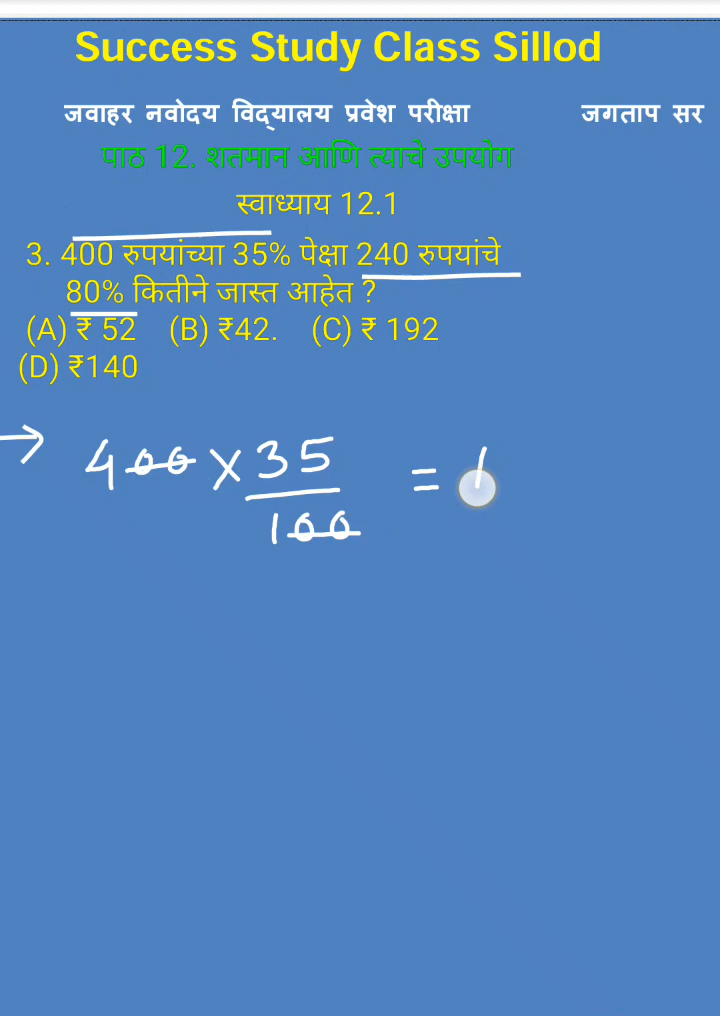 Success Study Class Sillod
जवाहर नवोदय विद्यालय प्रवेश परीक्षा जगताप सर
पाठ 12. शतमान आणि त्याचे उपयोग
स्वाध्याय 12.1
3. 400 रुपयांच्या 35% पेक्षा 240 रुपयांचे
80% कितीने जास्त आहेत ?
(A) ₹ 52 (B) ₹42. (C) ₹ 192
(D) ₹140
→ 400 × 35 = 1
100